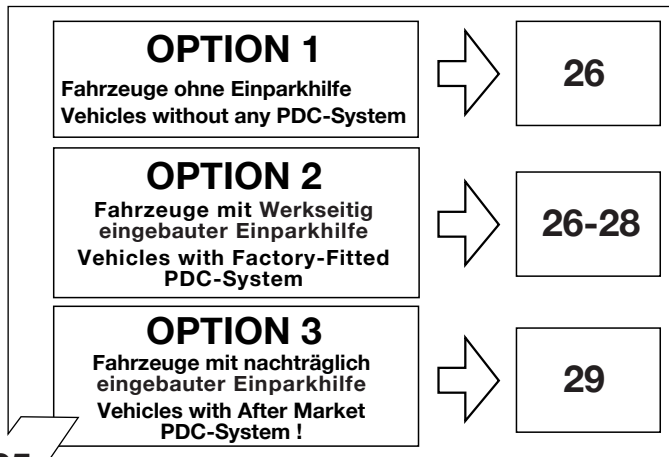 OPTION 1
Fahrzeuge ohne Einparkhilfe
Vehicles without any PDC-System
26
OPTION 2
Fahrzeuge mit Werkseitig
eingebauter Einparkhilfe
Vehicles with Factory-Fitted
PDC-System
26-28
OPTION 3
Fahrzeuge mit nachträglich
eingebauter Einparkhilfe
Vehicles with After Market
PDC-System !
29